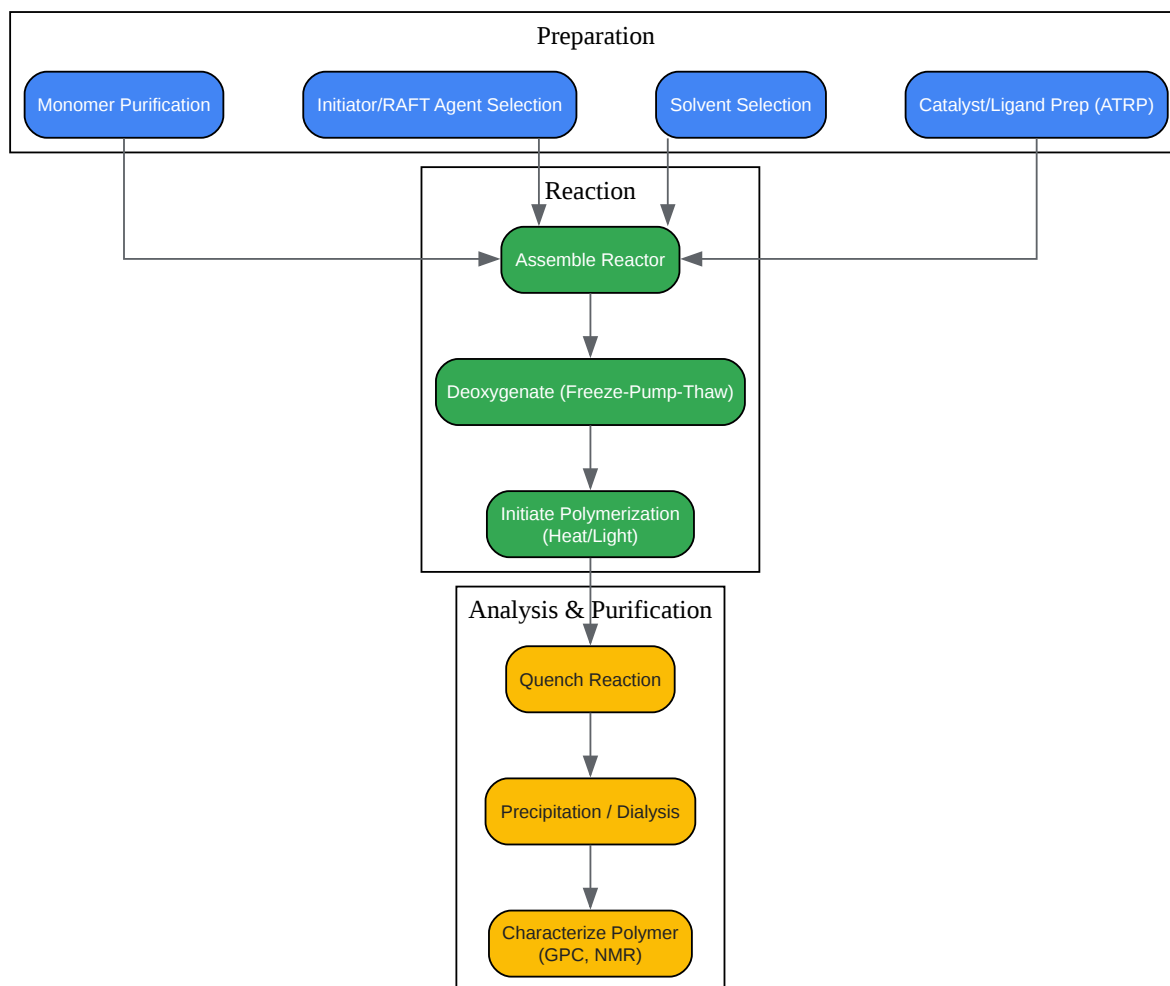 Preparation
Monomer Purification
Initiator/RAFT Agent Selection
Solvent Selection
Catalyst/Ligand Prep (ATRP)
Reaction
Assemble Reactor
Deoxygenate (Freeze-Pump-Thaw)
Initiate Polymerization
(Heat/Light)
Analysis & Purification
Quench Reaction
Precipitation / Dialysis
Characterize Polymer
(GPC, NMR)